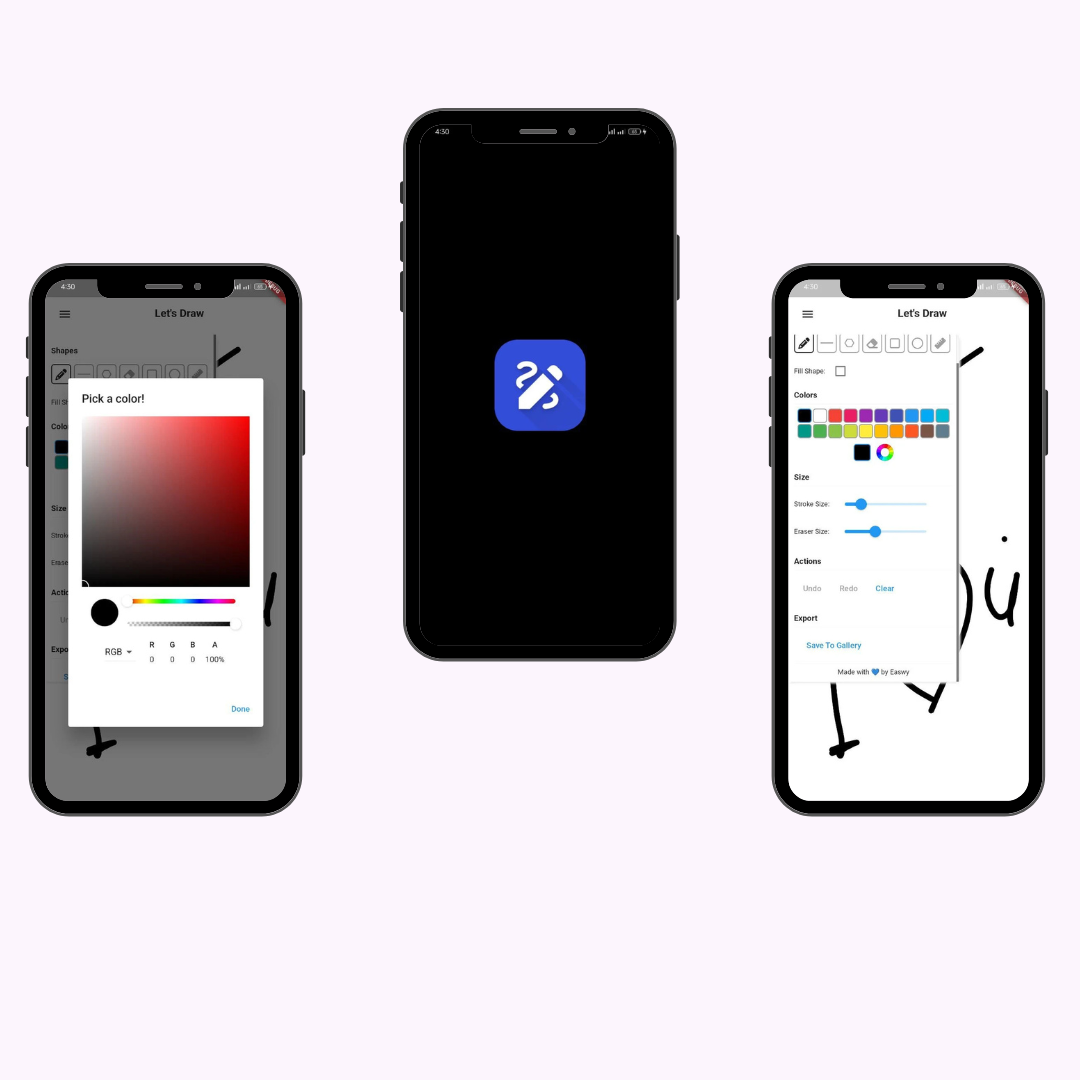 4:30
Let's Draw
Shapes
Fill Sh
Colo
Size
Strok
Erase
Actio
Un
Expo
S
Pick a color!
RGB
R G B A
0 0 0 100%
Done
4:30
4:30
Let's Draw
Fill Shape:
Colors
Size
Stroke Size:
Eraser Size:
Actions
Undo Redo Clear
Export
Save To Gallery
Made with 💙 by Easwy